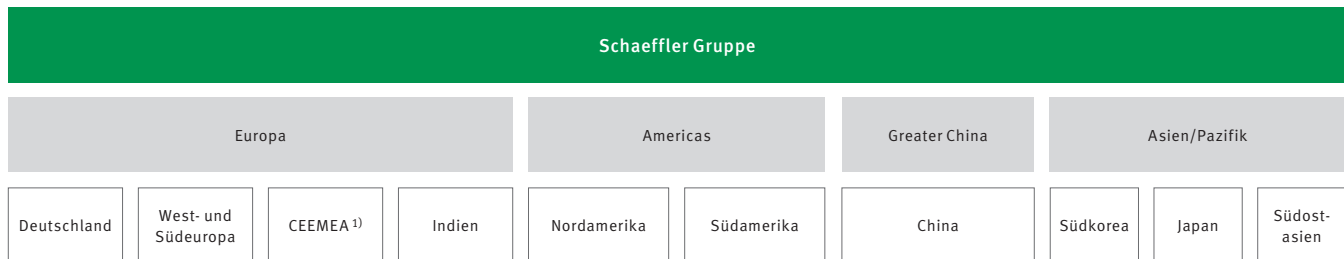 Schaeffler Gruppe
Europa
Americas
Greater China
Asien/Pazifik
Deutschland
West- und
Südeuropa
CEEMEA 1)
Indien
Nordamerika
Südamerika
China
Südkorea
Japan
Südost-
asien